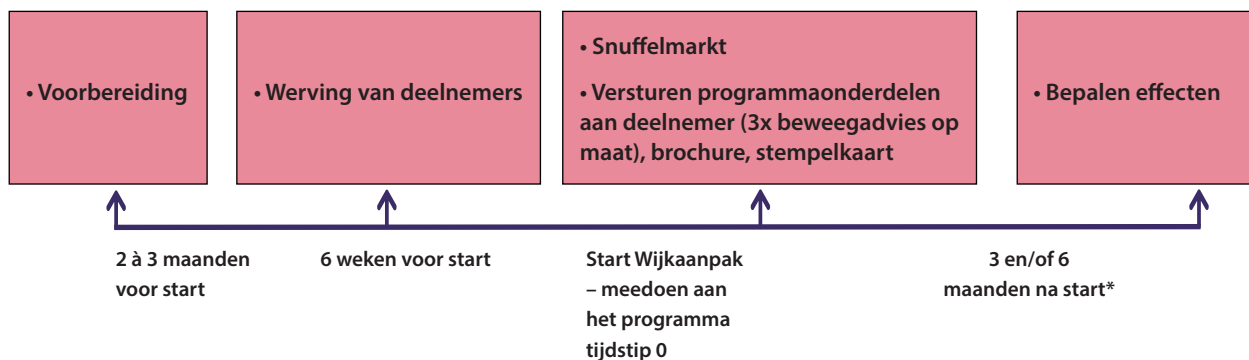 • Voorbereiding
• Werving van deelnemers
• Snuffelmarkt
• Versturen programmaonderdelen
aan deelnemer (3x beweegadvies op
maat), brochure, stempelkaart
• Bepalen effecten
2 à 3 maanden
voor start
6 weken voor start
Start Wijkaanpak
– meedoen aan
het programma
tijdstip 0
3 en/of 6
maanden na start*